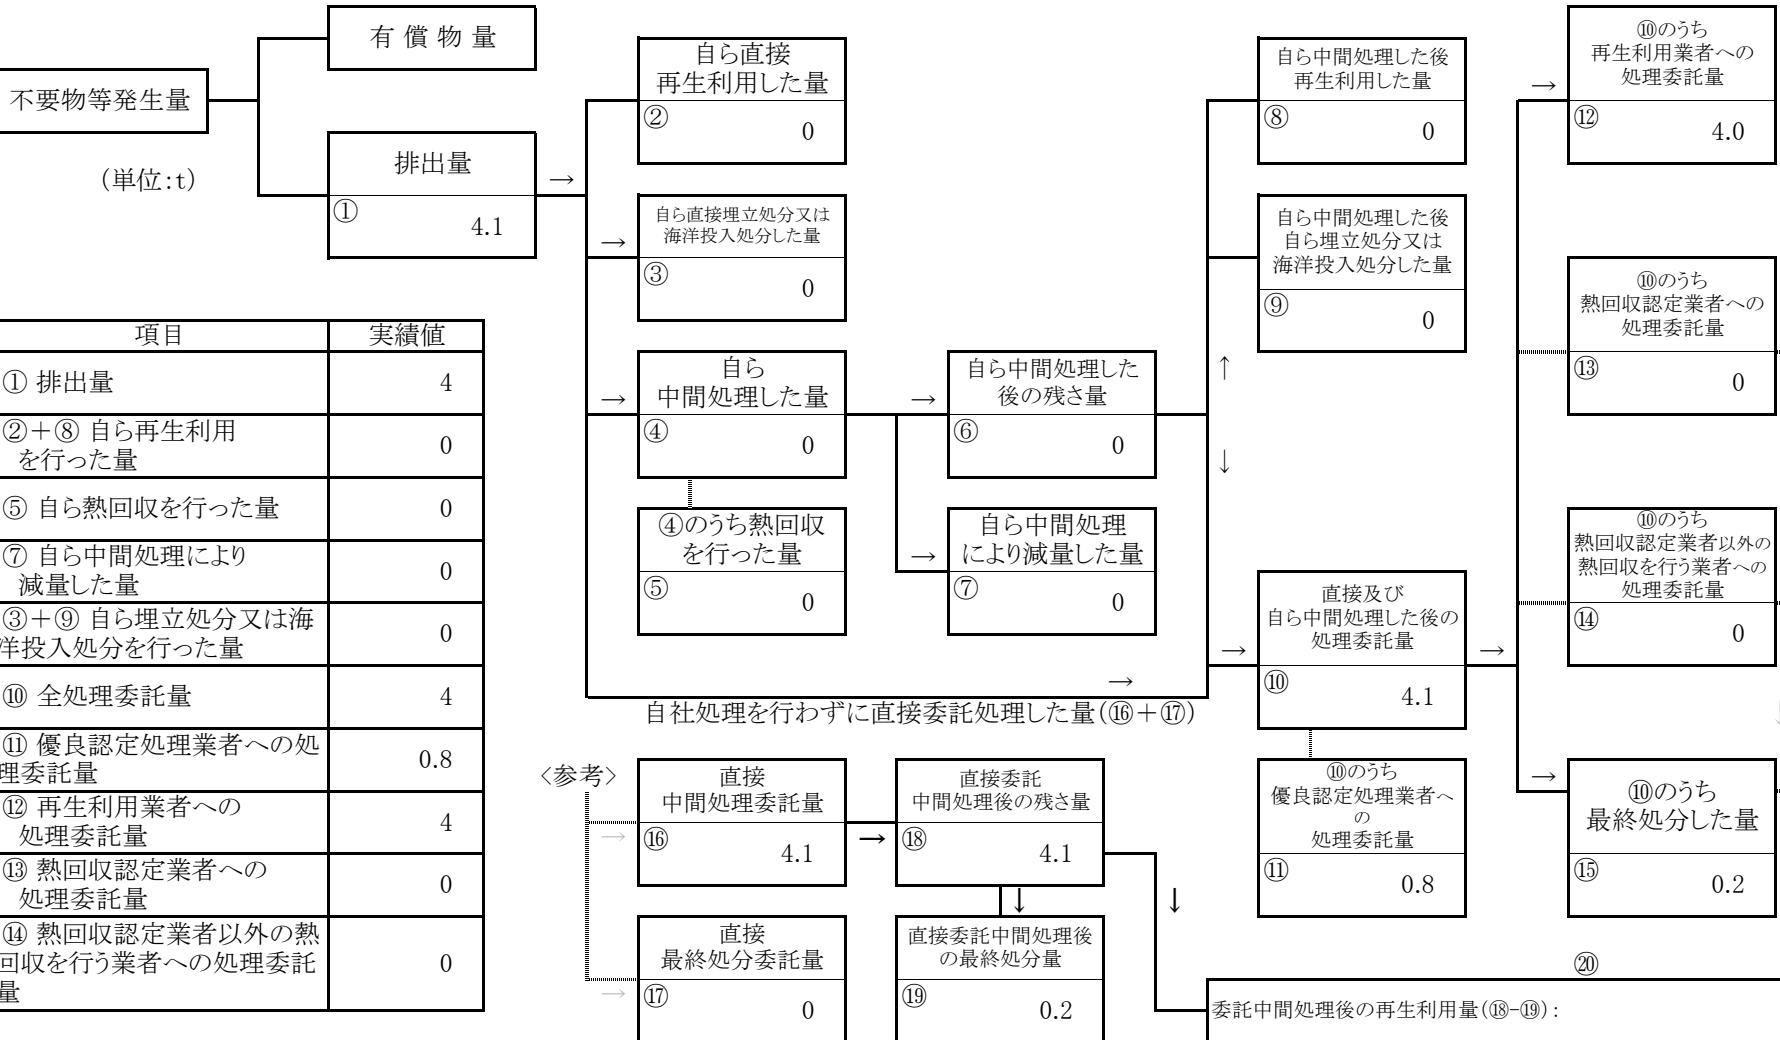 有 償 物 量
不要物等発生量
(単位:t)
排出量
①
4.1
→
自ら直接
再生利用した量
②
0
→
自ら直接埋立処分又は
海洋投入処分した量
③
0
→
自ら
中間処理した量
④
0
④のうち熱回収
を行った量
⑤
0
→
自ら中間処理した
後の残さ量
⑥
0
→
自ら中間処理
により減量した量
⑦
0
→
自社処理を行わずに直接委託処理した量(⑯+⑰)
自ら中間処理した後
再生利用した量
⑧
0
自ら中間処理した後
自ら埋立処分又は
海洋投入処分した量
⑨
0
↑
↓
→
直接及び
自ら中間処理した後の
処理委託量
⑩
4.1
⑩のうち
優良認定処理業者へ
の
処理委託量
⑪
0.8
→
→
⑩のうち
再生利用業者への
処理委託量
⑫
4.0
⑩のうち
熱回収認定業者への
処理委託量
⑬
0
⑩のうち
熱回収認定業者以外の
熱回収を行う業者への
処理委託量
⑭
0
→
⑩のうち
最終処分した量
⑮
0.2
項目 実績値
① 排出量 4
②+⑧ 自ら再生利用
を行った量 0
⑤ 自ら熱回収を行った量 0
⑦ 自ら中間処理により
減量した量 0
③+⑨ 自ら埋立処分又は海
洋投入処分を行った量 0
⑩ 全処理委託量 4
⑪ 優良認定処理業者への処
理委託量 0.8
⑫ 再生利用業者への
処理委託量 4
⑬ 熱回収認定業者への
処理委託量 0
⑭ 熱回収認定業者以外の熱
回収を行う業者への処理委託
量 0
〈参考〉
→
直接
中間処理委託量
⑯
4.1
→
直接委託
中間処理後の残さ量
⑱
4.1
↓
↓
→
直接
最終処分委託量
⑰
0
直接委託中間処理後
の最終処分量
⑲
0.2
⑳
委託中間処理後の再生利用量(⑱-⑲):